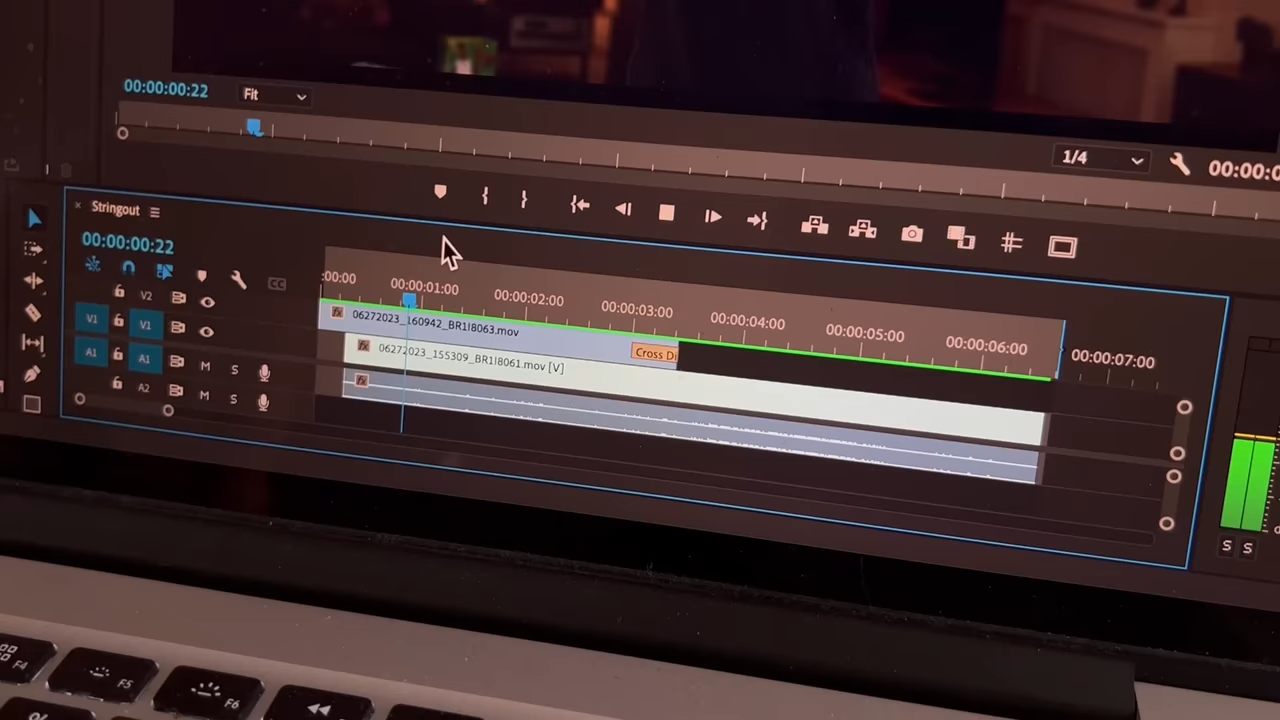 00:00:00:22
Fit
1/4
Stringout
00:00:00:22
:00:00
00:00:01:00
00:00:02:00
00:00:03:00
00:00:04:00
00:00:05:00
00:00:06:00
00:00:07:00
CC
V2
V1
V1
A1
A1
M
S
A2
M
S
06272023_160942_BR1I8063.mov
Cross Di
06272023_155309_BR1I8061.mov [V]
fx
fx
fx
S
S
F4
F5
F6
%